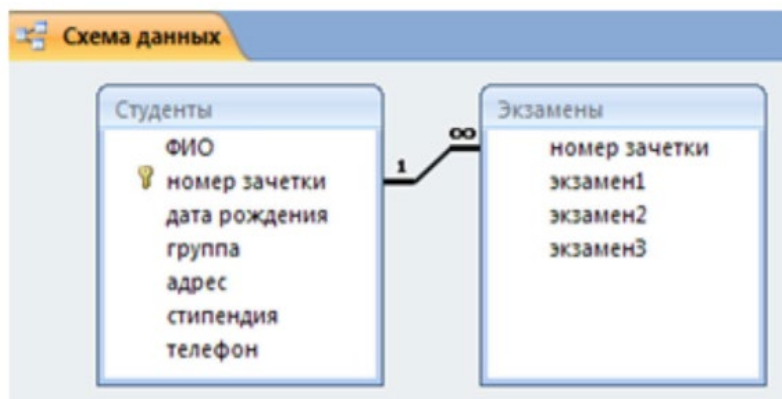 Схема данных
Студенты
ФИО
номер зачетки
дата рождения
группа
адрес
стипендия
телефон
1
∞
Экзамены
номер зачетки
экзамен1
экзамен2
экзамен3